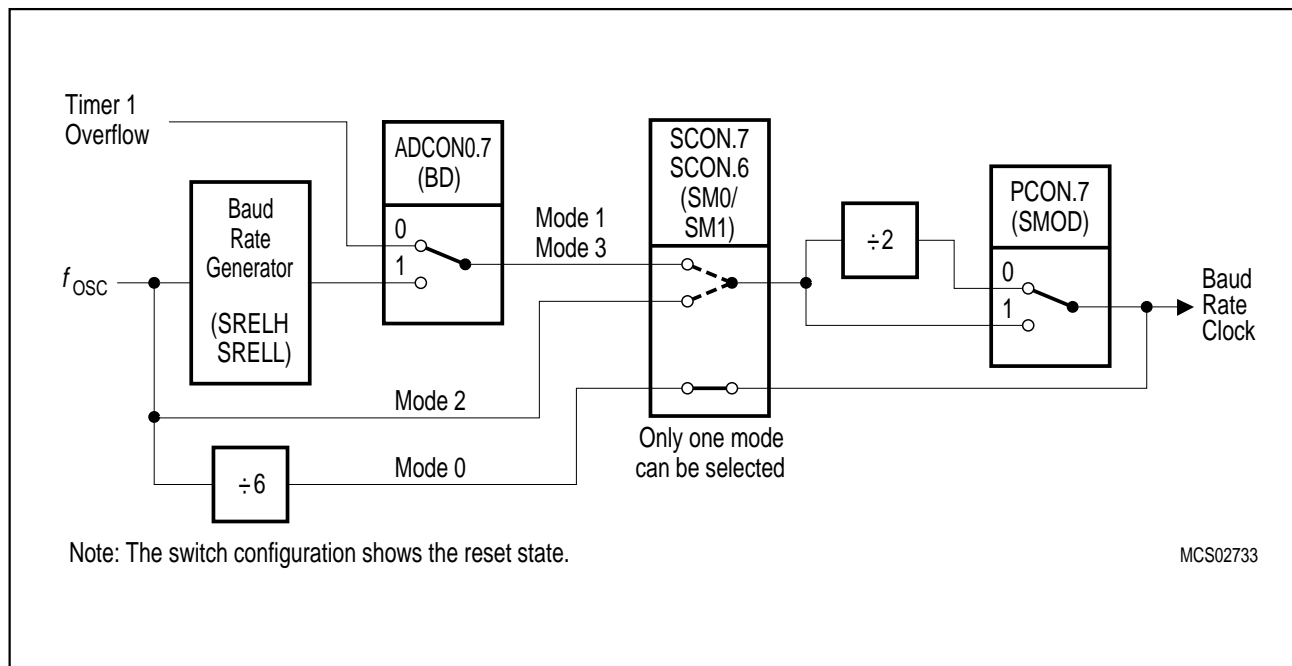 Timer 1
Overflow
ADCON0.7
(BD)
0
1
Baud
Rate
Generator
(SRELH
SRELL)
f OSC
Mode 1
Mode 3
SCON.7
SCON.6
(SM0/
SM1)
÷2
PCON.7
(SMOD)
0
1
Baud
Rate
Clock
Mode 2
Only one mode
can be selected
÷6
Mode 0
Note: The switch configuration shows the reset state.
MCS02733